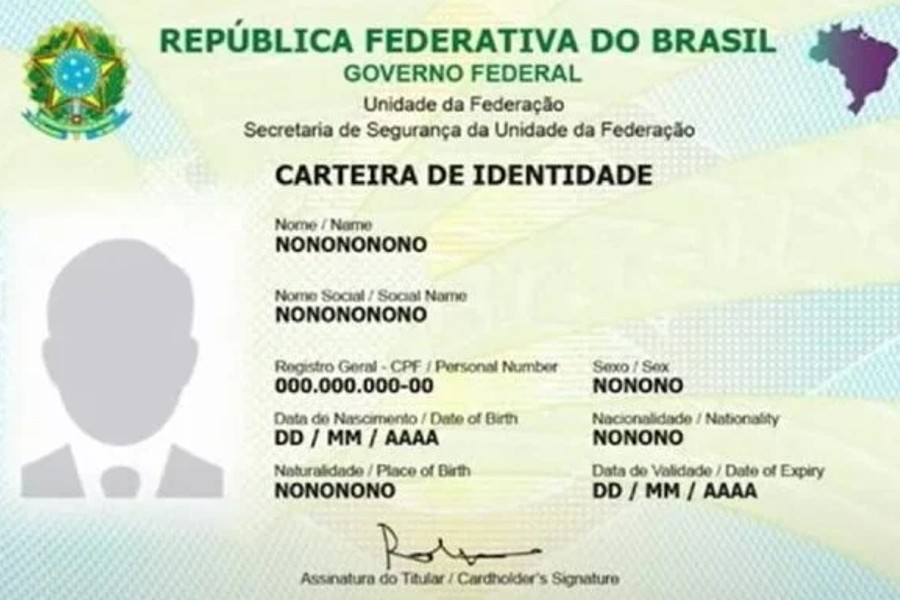 REPÚBLICA FEDERATIVA DO BRASIL
GOVERNO FEDERAL
Unidade da Federação
Secretaria de Segurança da Unidade da Federação
CARTEIRA DE IDENTIDADE
Nome / Name
NONONONONO
Nome Social / Social Name
NONONONONO
Registro Geral - CPF / Personal Number
000.000.000-00
Sexo / Sex
NONONO
Data de Nascimento / Date of Birth
DD / MM / AAAA
Nacionalidade / Nationality
NONONO
Naturalidade / Place of Birth
NONONONO
Data de Validade / Date of Expiry
DD / MM / AAAA
Assinatura do Titular / Cardholder's Signature